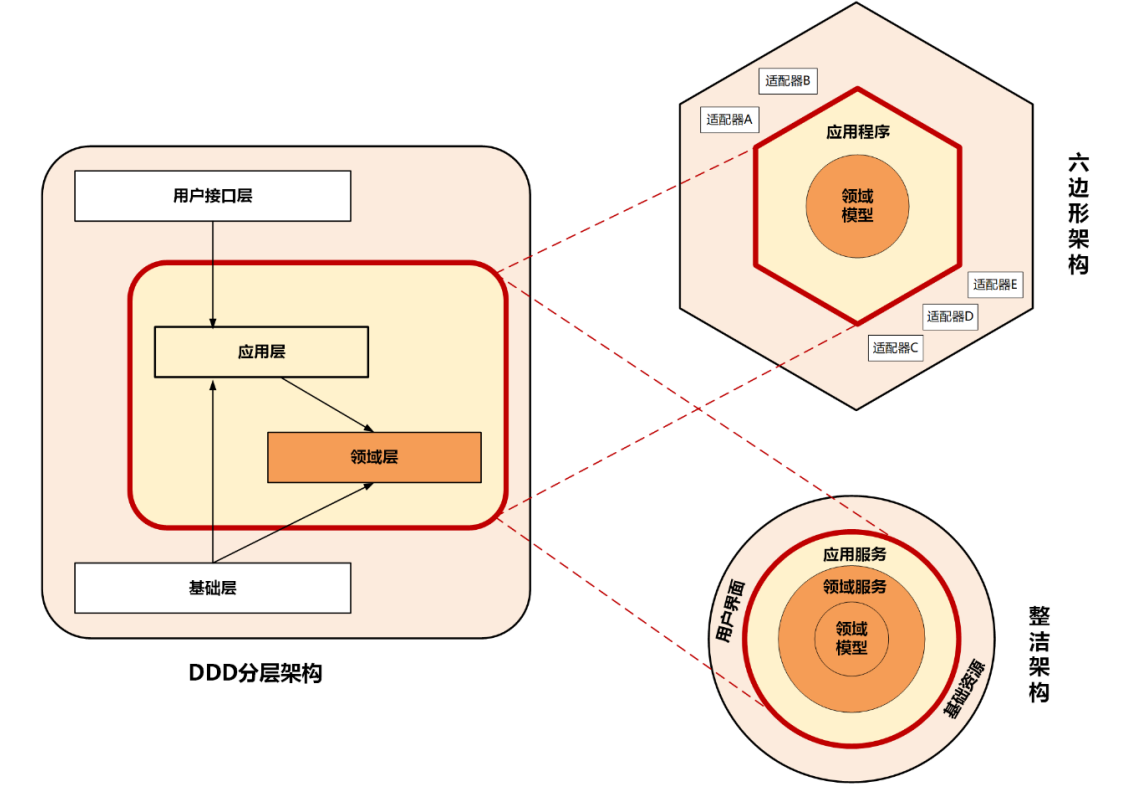 用户接口层
应用层
领域层
基础层
DDD分层架构
适配器B
适配器A
应用程序
领域
模型
适配器E
适配器D
适配器C
六边形架构
应用服务
领域服务
领域
模型
用户界面
基础资源
整洁架构